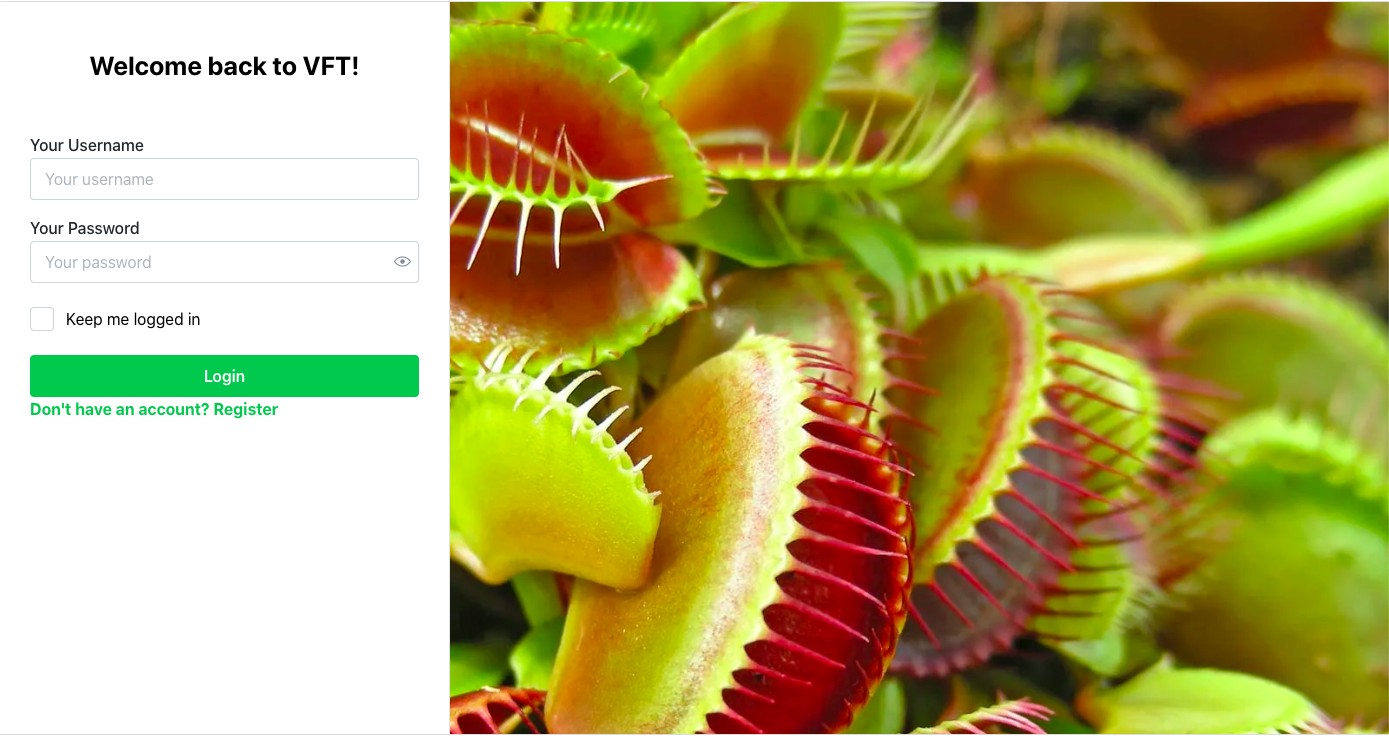 Welcome back to VFT!
Your Username
Your username
Your Password
Your password
Keep me logged in
Login
Don't have an account? Register